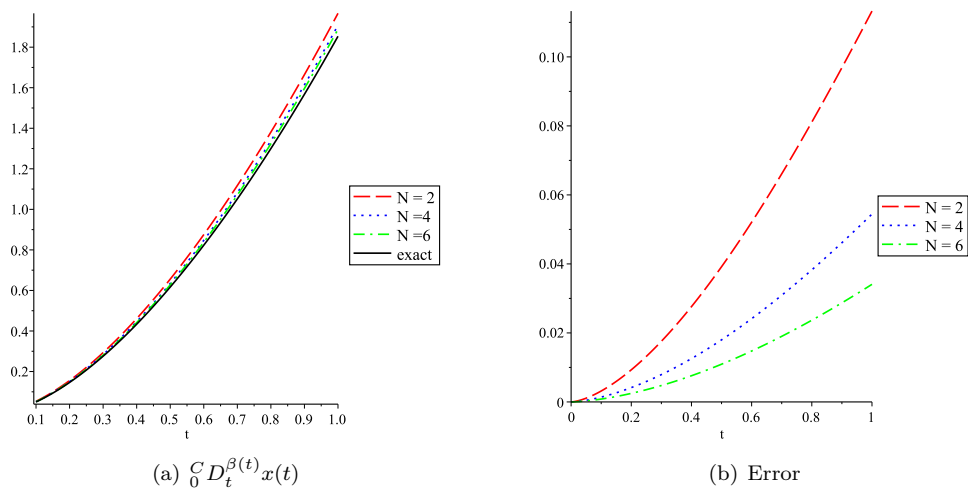 1.8
1.6
1.4
1.2
1.0
0.8
0.6
0.4
0.2
0.1 0.2 0.3 0.4 0.5 0.6 0.7 0.8 0.9 1.0
t
N = 2
N =4
N =6
exact
(a) ${}_0^C D_t^{\beta(t)} x(t)$
0.10
0.08
0.06
0.04
0.02
0
0 0.2 0.4 0.6 0.8 1
t
N = 2
N = 4
N = 6
(b) Error